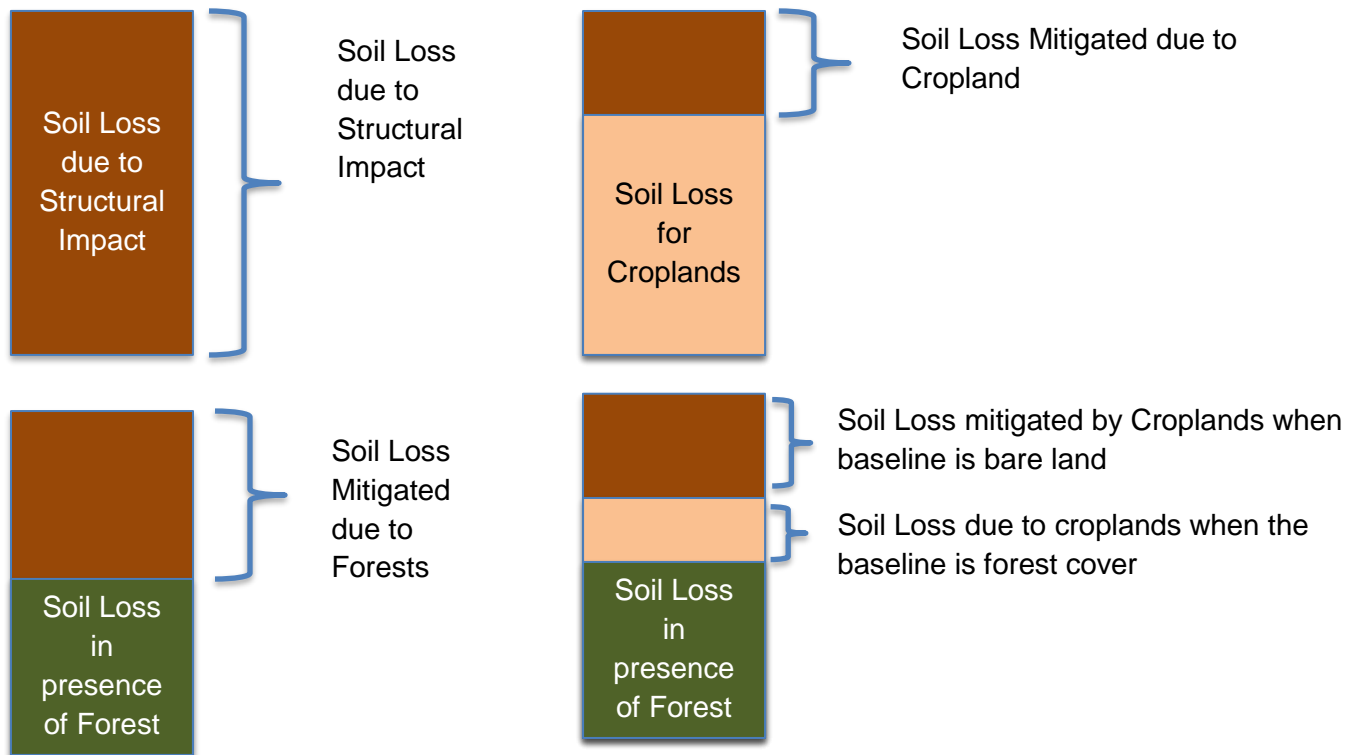 Soil Loss
due to
Structural
Impact
Soil Loss
due to
Structural
Impact
Soil Loss Mitigated due to
Cropland
Soil Loss
for
Croplands
Soil Loss
Mitigated
due to
Forests
Soil Loss
in
presence
of Forest
Soil Loss mitigated by Croplands when
baseline is bare land
Soil Loss due to croplands when the
baseline is forest cover
Soil Loss
in
presence
of Forest